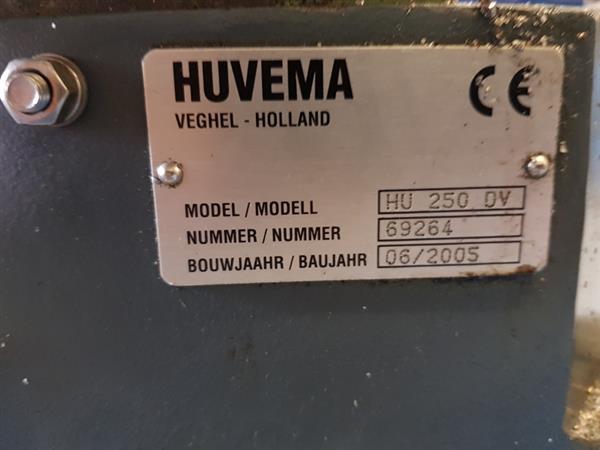 HUVEMA CE
VEGHEL - HOLLAND
MODEL / MODELL HU 250 DV
NUMMER / NUMMER 69264
BOUWJAAHR / BAUJAHR 06/2005